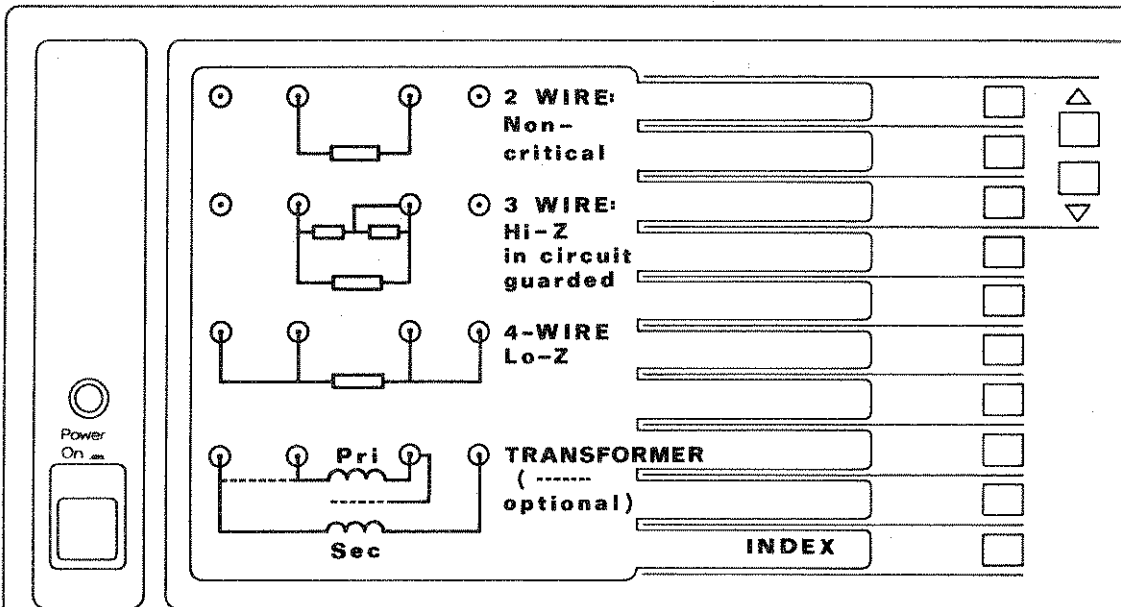 2 WIRE:
Non-
critical
3 WIRE:
Hi-Z
in circuit
guarded
4-WIRE
Lo-Z
Power
On
Pri
TRANSFORMER
( -------
optional)
Sec
INDEX